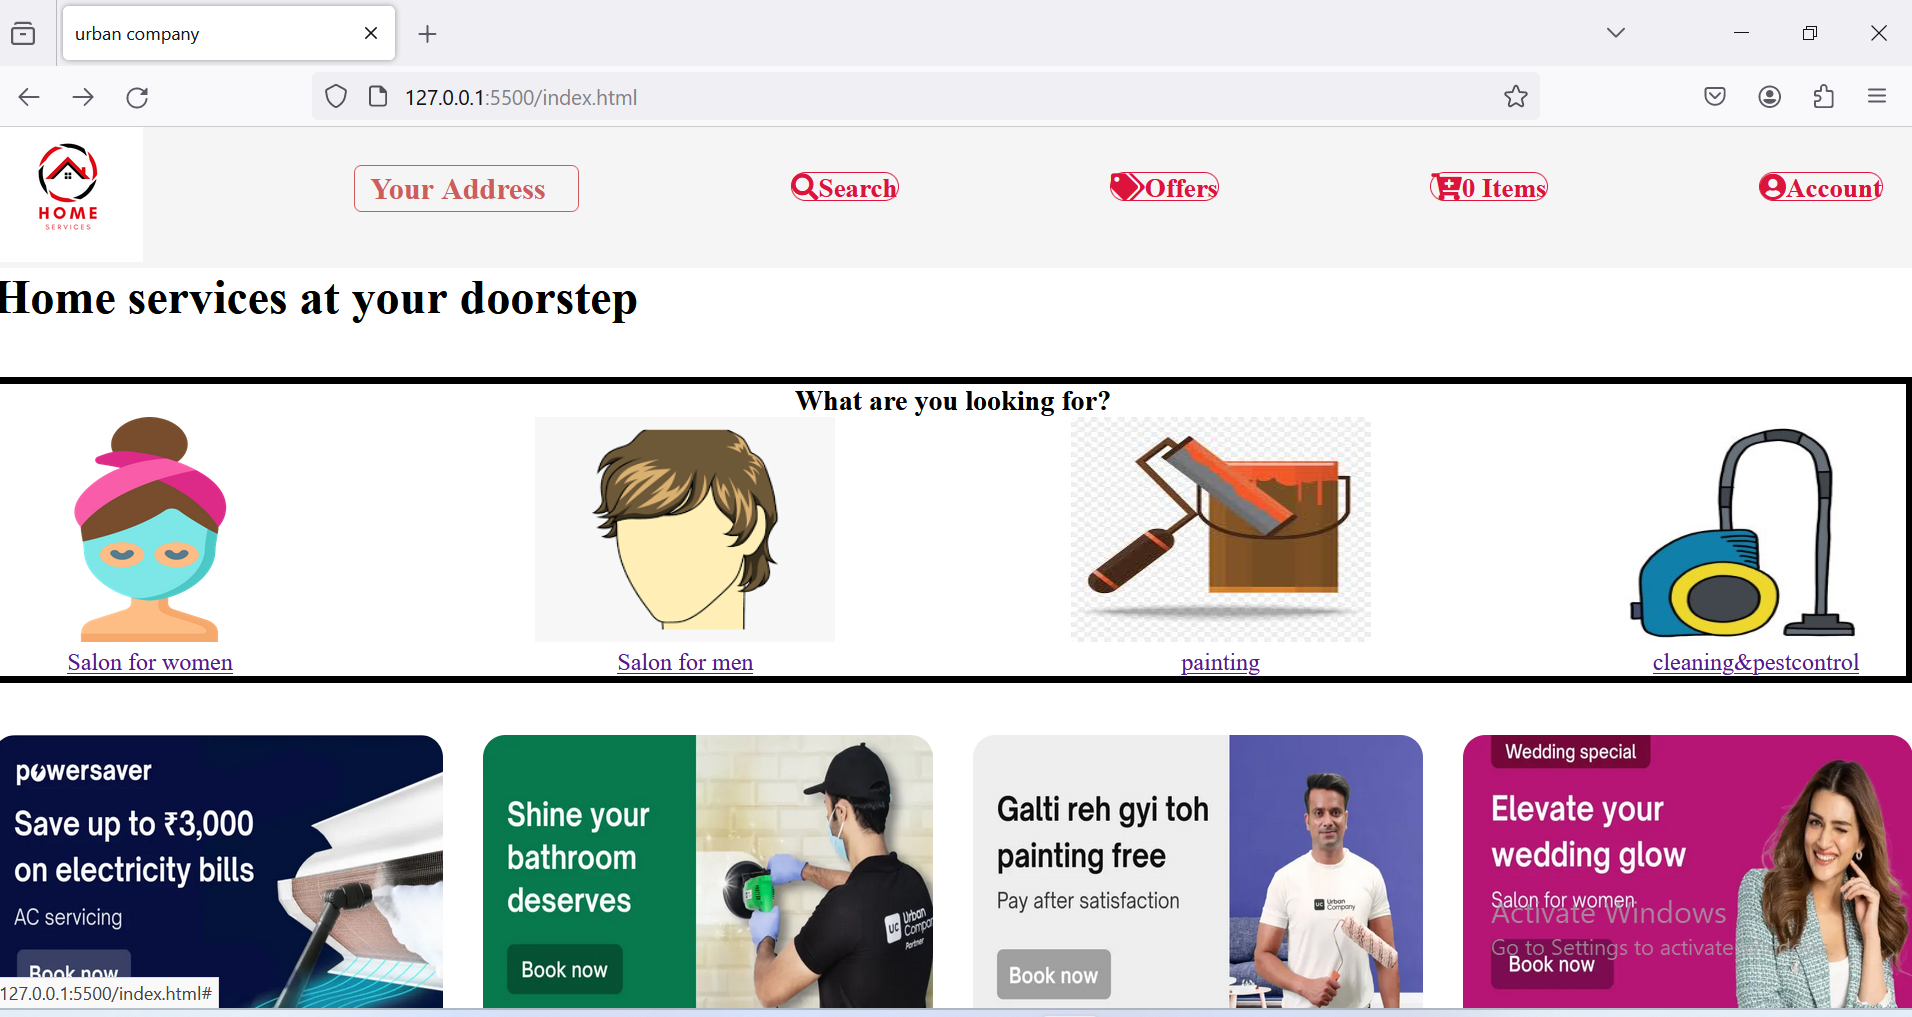 urban company
127.0.0.1:5500/index.html
HOME
SERVICES
Your Address
Search
Offers
0 Items
Account
Home services at your doorstep
What are you looking for?
Salon for women
Salon for men
painting
cleaning&pestcontrol
powersaver
Save up to ₹3,000
on electricity bills
AC servicing
Book now
Shine your
bathroom
deserves
Book now
UC
Urban
Company
Partner
Galti reh gyi toh
painting free
Pay after satisfaction
Book now
UC Urban
Company
Wedding special
Elevate your
wedding glow
Salon for women
Book now
Activate Windows
Go to Settings to activate
127.0.0.1:5500/index.html#